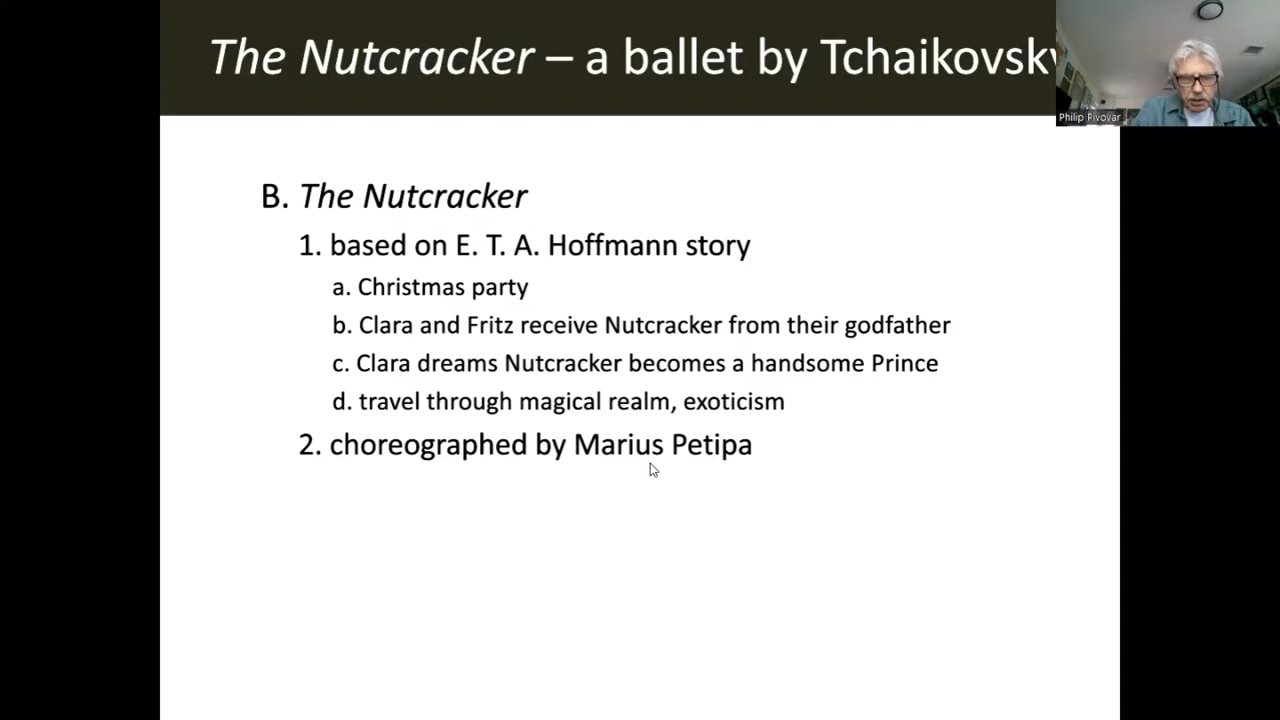 The Nutcracker – a ballet by Tchaikovsky
Philip Pivovar
B. The Nutcracker
1. based on E. T. A. Hoffmann story
a. Christmas party
b. Clara and Fritz receive Nutcracker from their godfather
c. Clara dreams Nutcracker becomes a handsome Prince
d. travel through magical realm, exoticism
2. choreographed by Marius Petipa